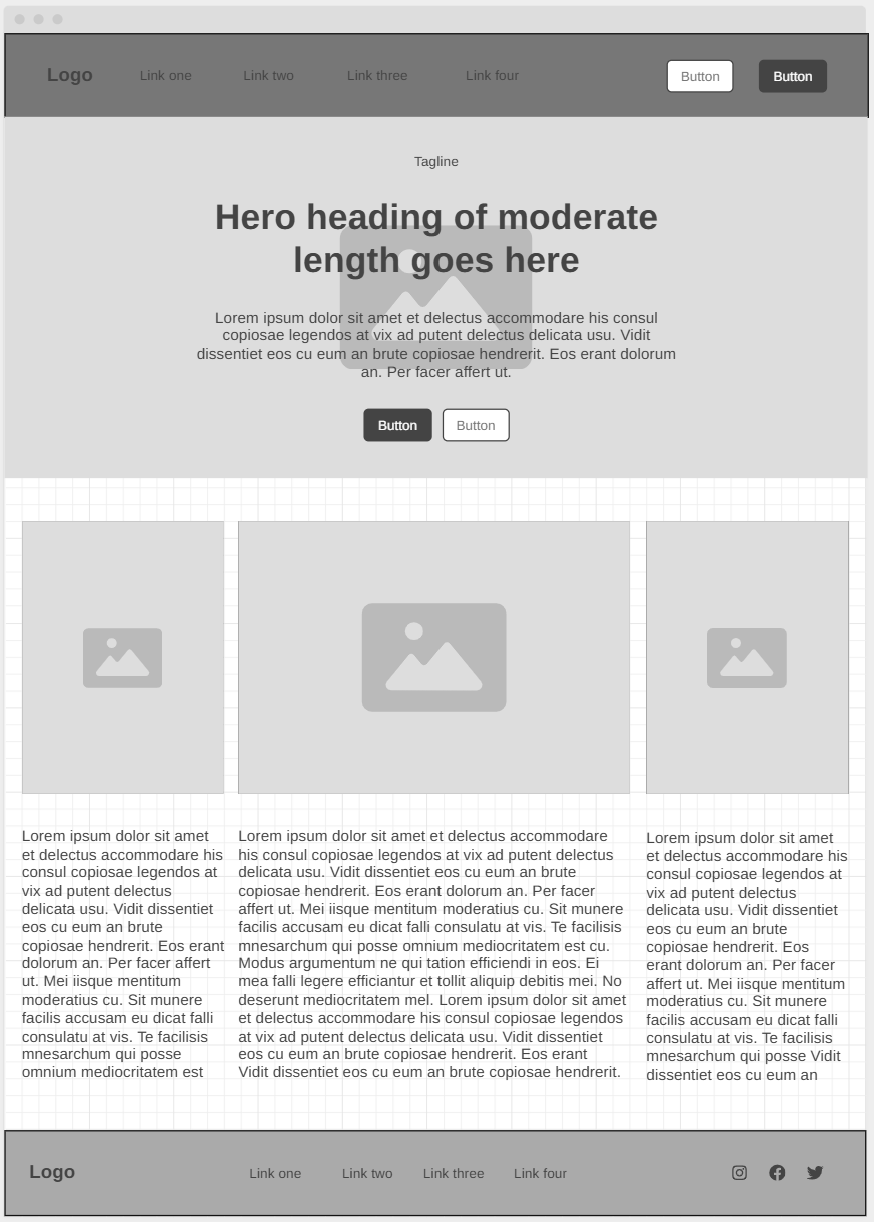 Logo Link one Link two Link three Link four Button Button
Tagline
Hero heading of moderate
length goes here
Lorem ipsum dolor sit amet et delectus accommodare his consul
copiosae legendos at vix ad putent delectus delicata usu. Vidit
dissentiet eos cu eum an brute copiosae hendrerit. Eos erant dolorum
an. Per facer affert ut.
Button Button
Lorem ipsum dolor sit amet
et delectus accommodare his
consul copiosae legendos at
vix ad putent delectus
delicata usu. Vidit dissentiet
eos cu eum an brute
copiosae hendrerit. Eos erant
dolorum an. Per facer affert
ut. Mei iisque mentitum
moderatius cu. Sit munere
facilis accusam eu dicat falli
consulatu at vis. Te facilisis
mnesarchum qui posse
omnium mediocritatem est
Lorem ipsum dolor sit amet et delectus accommodare
his consul copiosae legendos at vix ad putent delectus
delicata usu. Vidit dissentiet eos cu eum an brute
copiosae hendrerit. Eos erant dolorum an. Per facer
affert ut. Mei iisque mentitum moderatius cu. Sit munere
facilis accusam eu dicat falli consulatu at vis. Te facilisis
mnesarchum qui posse omnium mediocritatem est cu.
Modus argumentum ne qui tation efficiendi in eos. Ei
mea falli legere efficiantur et tollit aliquip debitis mei. No
deserunt mediocritatem mel. Lorem ipsum dolor sit amet
et delectus accommodare his consul copiosae legendos
at vix ad putent delectus delicata usu. Vidit dissentiet
eos cu eum an brute copiosae hendrerit. Eos erant
Vidit dissentiet eos cu eum an brute copiosae hendrerit.
Lorem ipsum dolor sit amet
et delectus accommodare his
consul copiosae legendos at
vix ad putent delectus
delicata usu. Vidit dissentiet
eos cu eum an brute
copiosae hendrerit. Eos
erant dolorum an. Per facer
affert ut. Mei iisque mentitum
moderatius cu. Sit munere
facilis accusam eu dicat falli
consulatu at vis. Te facilisis
mnesarchum qui posse Vidit
dissentiet eos cu eum an
Logo Link one Link two Link three Link four